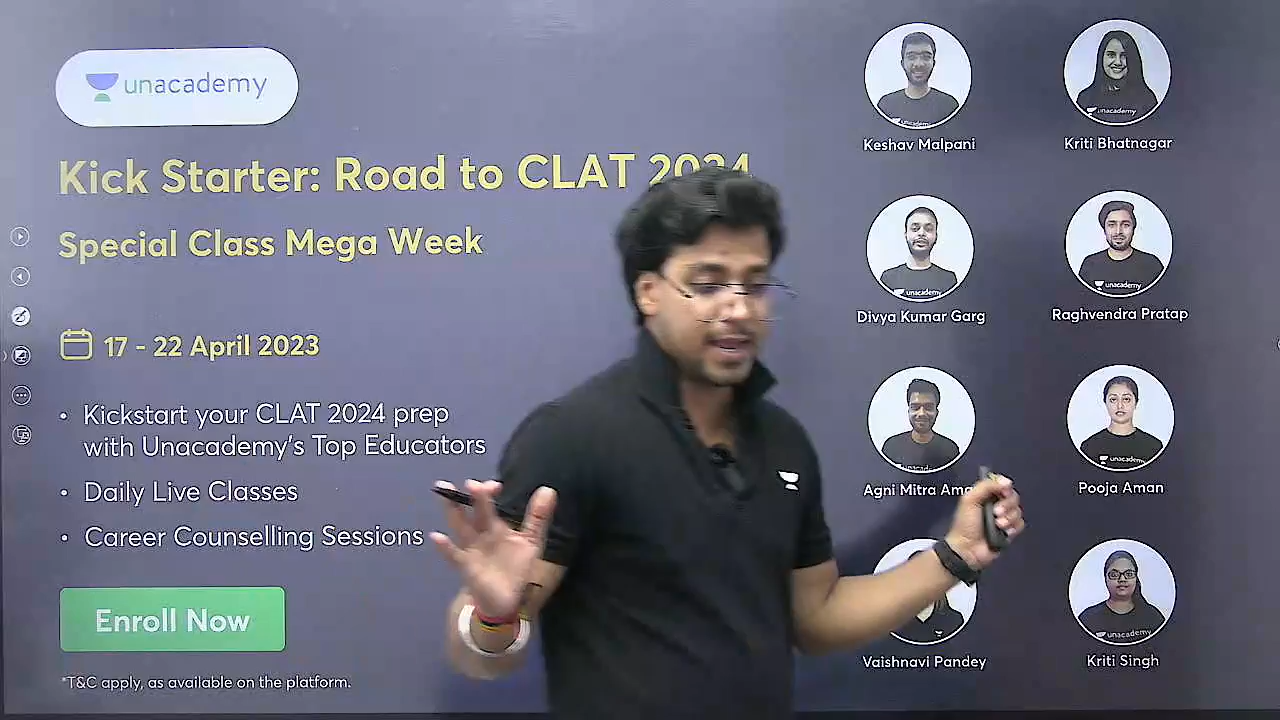 unacademy
Kick Starter: Road to CLAT 2024
Special Class Mega Week
17 - 22 April 2023
• Kickstart your CLAT 2024 prep
with Unacademy's Top Educators
• Daily Live Classes
• Career Counselling Sessions
Enroll Now
*T&C apply, as available on the platform.
Keshav Malpani
Kriti Bhatnagar
Divya Kumar Garg
Raghvendra Pratap
Agni Mitra
Pooja Aman
Vaishnavi Pandey
Kriti Singh